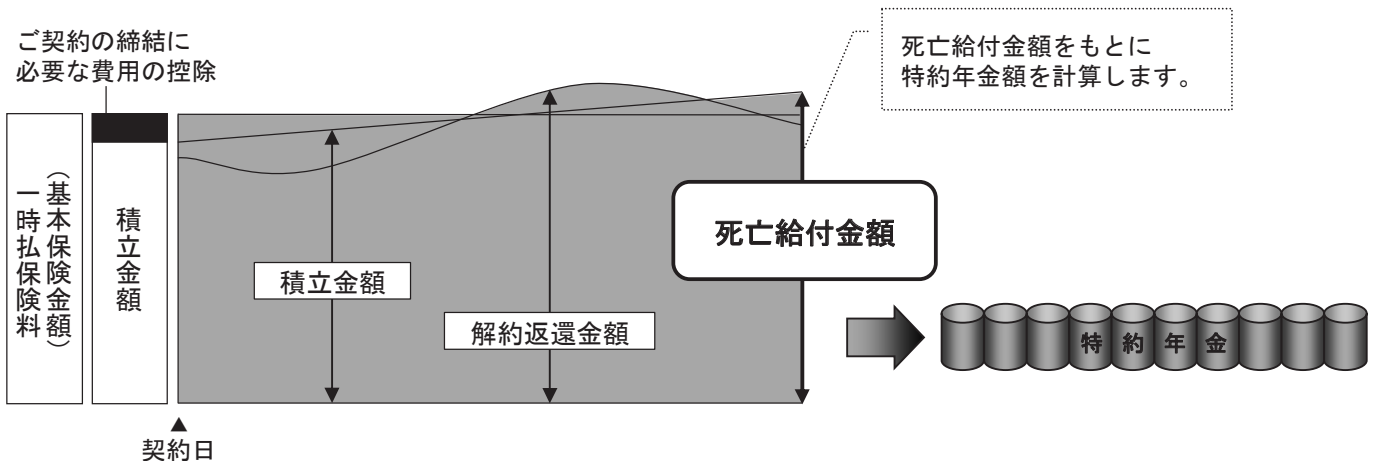 ご契約の締結に
必要な費用の控除
死亡給付金額をもとに
特約年金額を計算します。
一時払保険料
（基本保険金額）
積立金額
積立金額
解約返還金額
死亡給付金額
特約年金
▲
契約日